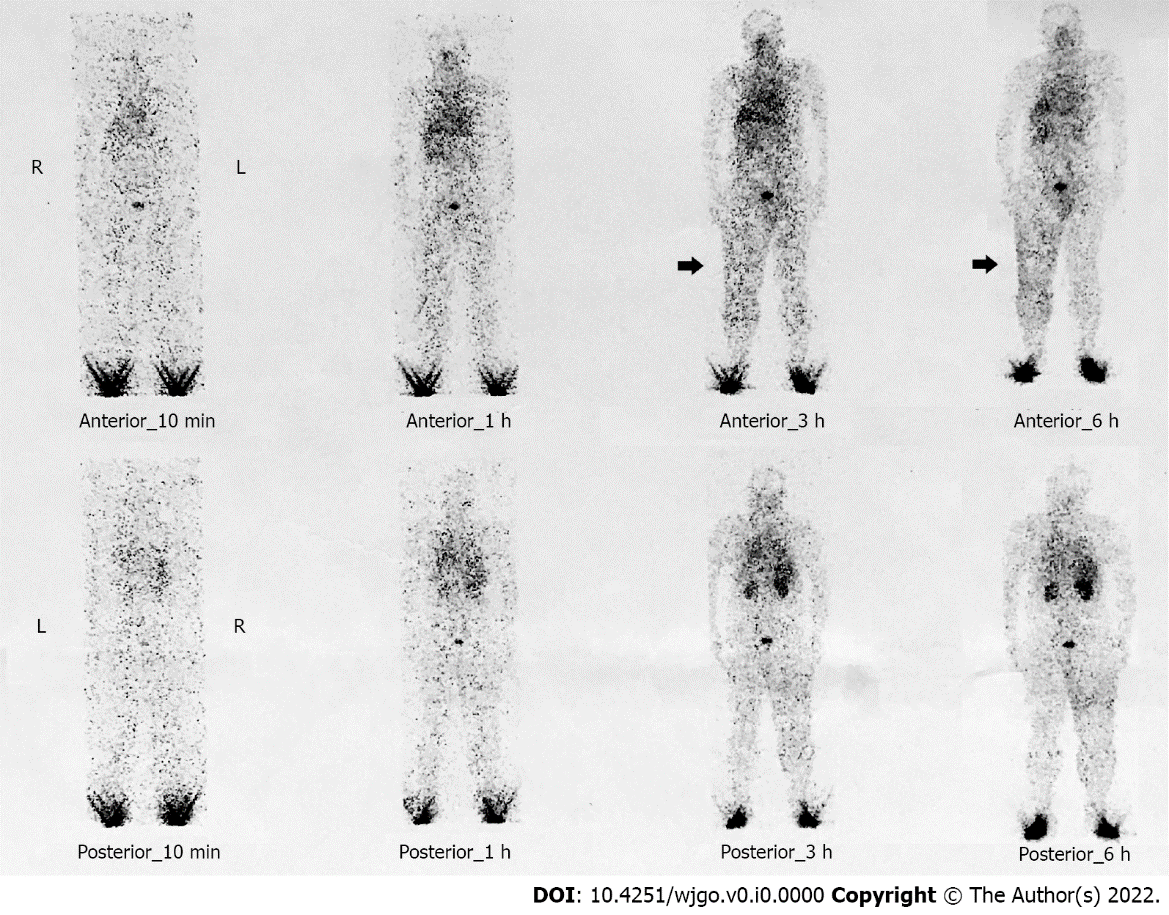 R
L
Anterior_10 min
Anterior_1 h
Anterior_3 h
Anterior_6 h
L
R
Posterior_10 min
Posterior_1 h
Posterior_3 h
Posterior_6 h
DOI: 10.4251/wjgo.v0.i0.0000 Copyright © The Author(s) 2022.